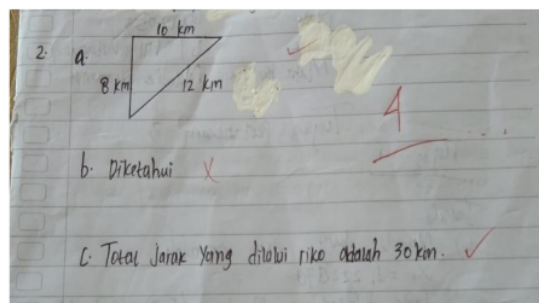 10 km
2. a.
8 km 12 km
4
b. Diketahui x
c. Total Jarak Yang dilalui riko adalah 30 km.